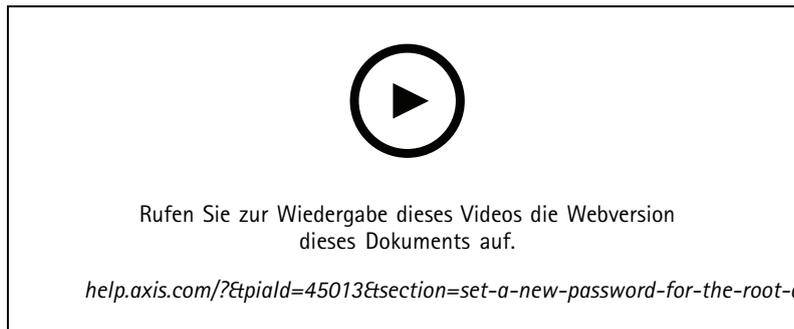 Rufen Sie zur Wiedergabe dieses Videos die Webversion
dieses Dokuments auf.
help.axis.com/?&piaId=45013&section=set-a-new-password-for-the-root-